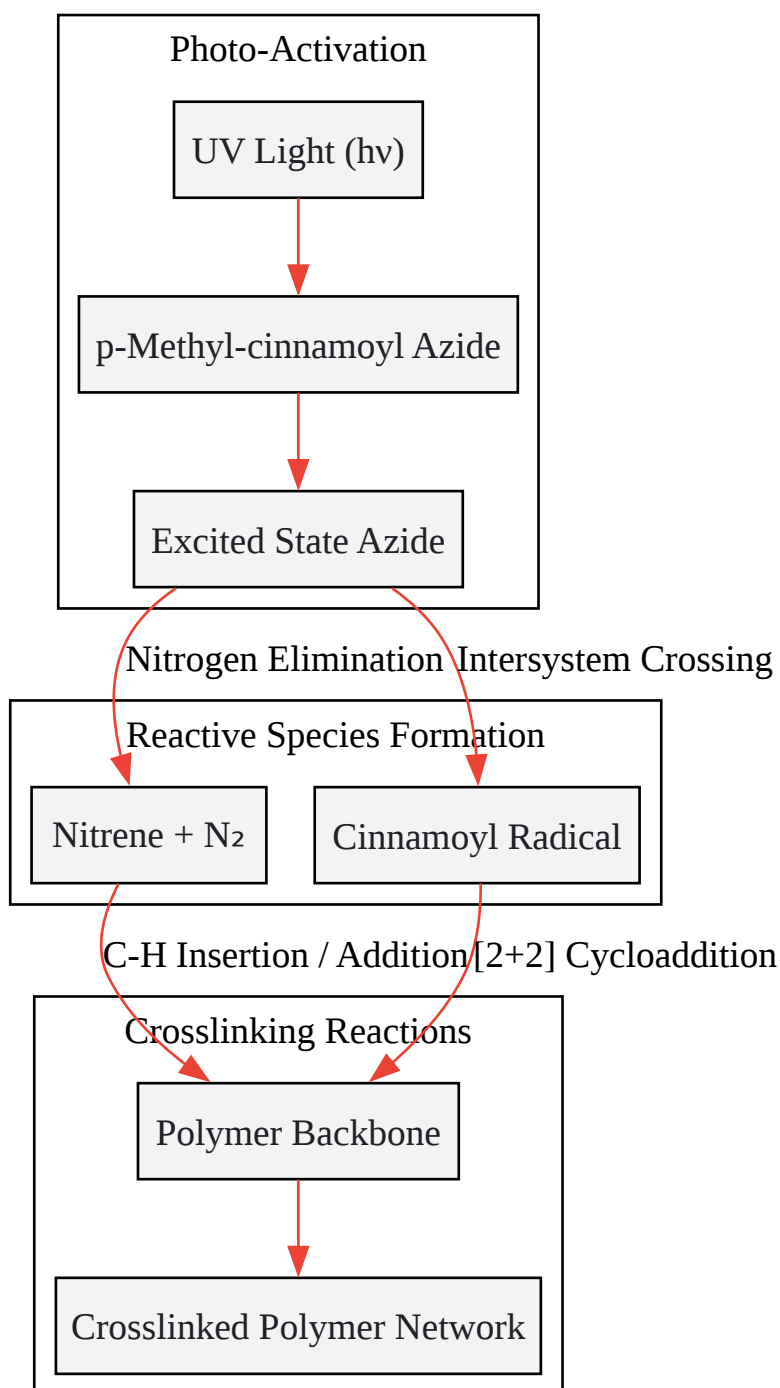 Photo-Activation
UV Light (hν)
p-Methyl-cinnamoyl Azide
Excited State Azide
Nitrogen Elimination
Intersystem Crossing
Reactive Species Formation
Nitrene + N₂
Cinnamoyl Radical
C-H Insertion / Addition
[2+2] Cycloaddition
Crosslinking Reactions
Polymer Backbone
Crosslinked Polymer Network